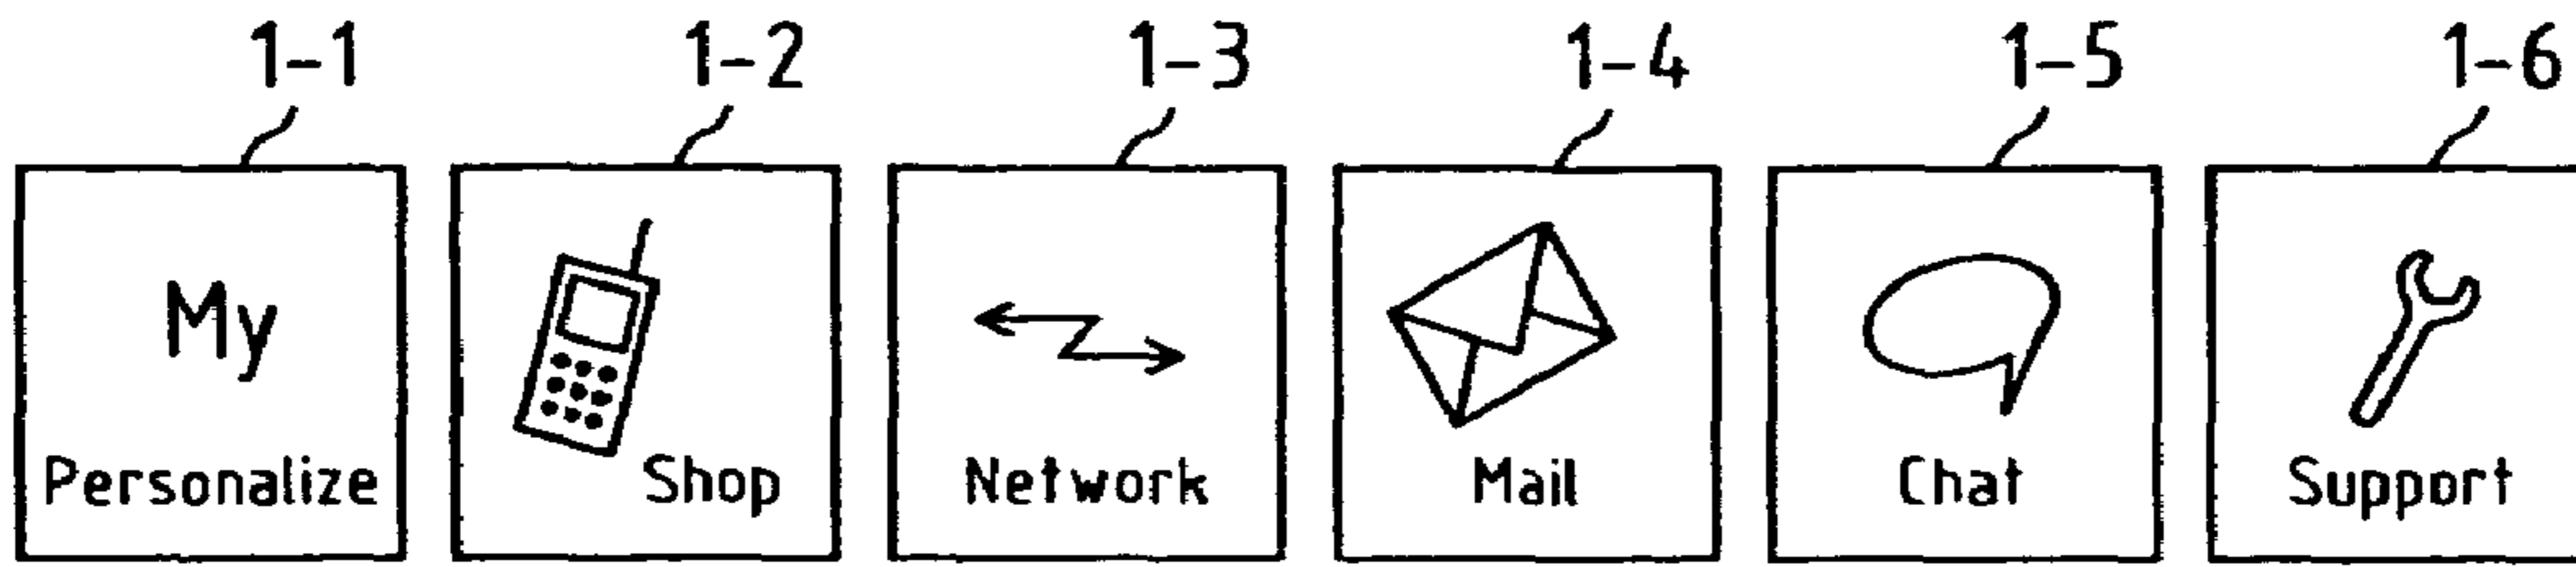 1-1 1-2 1-3 1-4 1-5 1-6
My
Personalize Shop Network Mail Chat Support